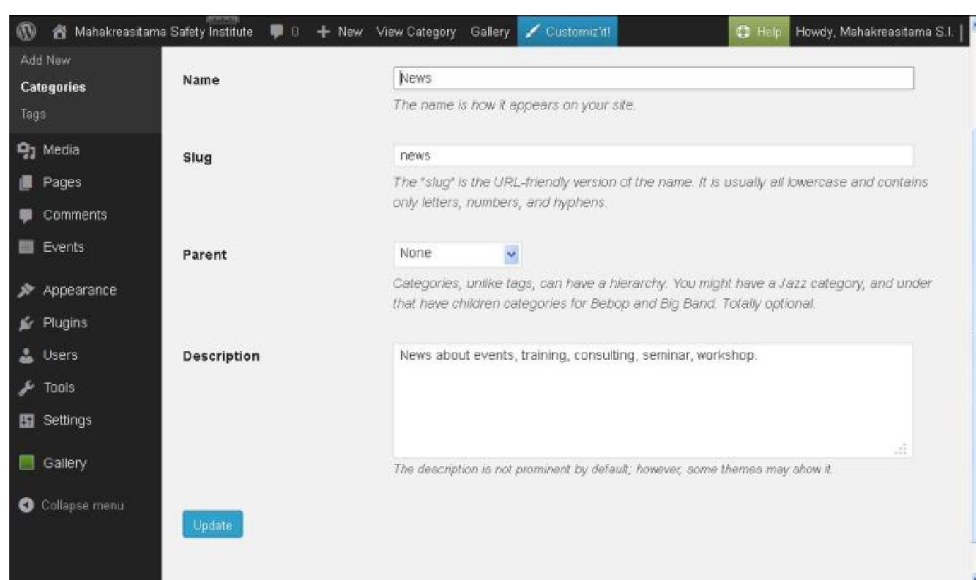 Mahakreasitama Safety Institute 0 + New View Category Gallery Customiz'it! Help Howdy, Mahakreasitama S.I.
Add New
Categories
Tags
Media
Pages
Comments
Events
Appearance
Plugins
Users
Tools
Settings
Gallery
Collapse menu
Name
News
The name is how it appears on your site.
Slug
news
The "slug" is the URL-friendly version of the name. It is usually all lowercase and contains
only letters, numbers, and hyphens.
Parent
None
Categories, unlike tags, can have a hierarchy. You might have a Jazz category, and under
that have children categories for Bebop and Big Band. Totally optional.
Description
News about events, training, consulting, seminar, workshop.
The description is not prominent by default; however, some themes may show it.
Update